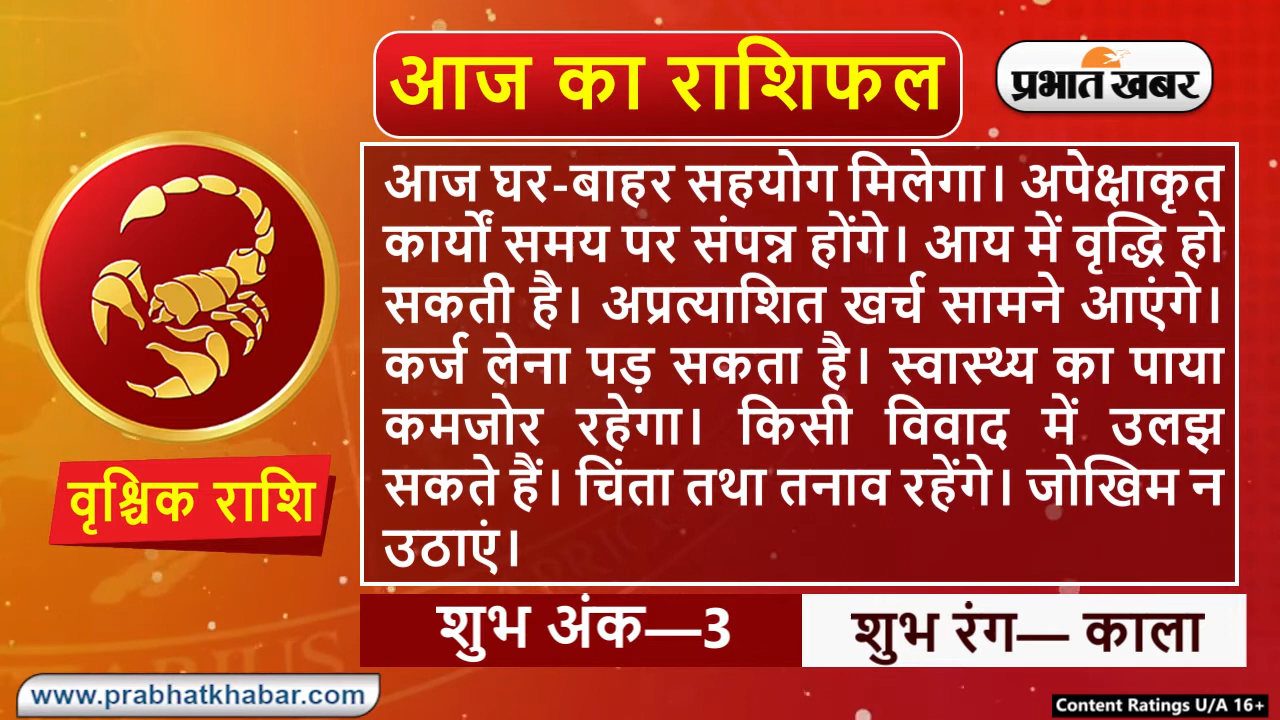 आज का राशिफल
प्रभात खबर
आज घर-बाहर सहयोग मिलेगा। अपेक्षाकृत
कार्यों समय पर संपन्न होंगे। आय में वृद्धि हो
सकती है। अप्रत्याशित खर्च सामने आएंगे।
कर्ज लेना पड़ सकता है। स्वास्थ्य का पाया
कमजोर रहेगा। किसी विवाद में उलझ
सकते हैं। चिंता तथा तनाव रहेंगे। जोखिम न
उठाएं।
वृश्चिक राशि
शुभ अंक—3
शुभ रंग— काला
www.prabhatkhabar.com
Content Ratings U/A 16+